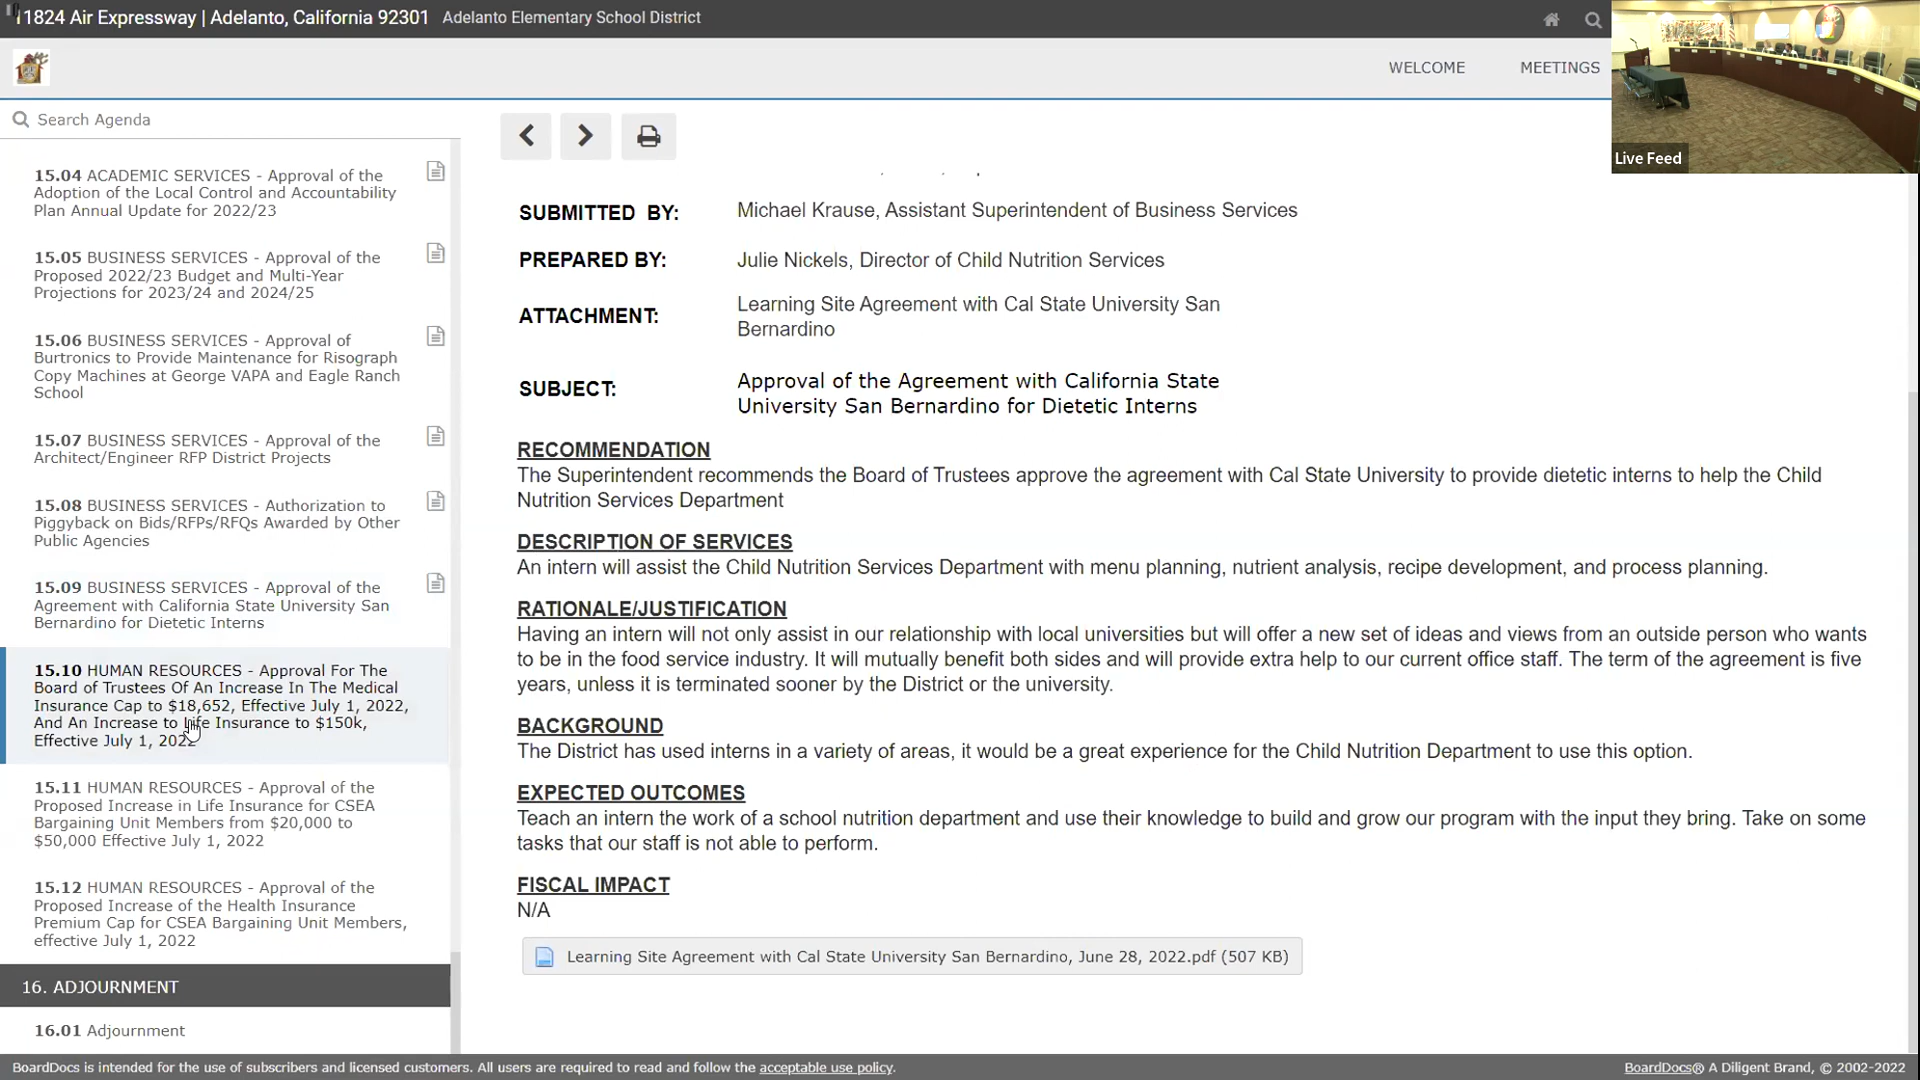 11824 Air Expressway | Adelanto, California 92301
Adelanto Elementary School District
WELCOME
MEETINGS
Live Feed
Search Agenda
15.04 ACADEMIC SERVICES - Approval of the
Adoption of the Local Control and Accountability
Plan Annual Update for 2022/23
15.05 BUSINESS SERVICES - Approval of the
Proposed 2022/23 Budget and Multi-Year
Projections for 2023/24 and 2024/25
15.06 BUSINESS SERVICES - Approval of
Burtronics to Provide Maintenance for Risograph
Copy Machines at George VAPA and Eagle Ranch
School
15.07 BUSINESS SERVICES - Approval of the
Architect/Engineer RFP District Projects
15.08 BUSINESS SERVICES - Authorization to
Piggyback on Bids/RFPs/RFQs Awarded by Other
Public Agencies
15.09 BUSINESS SERVICES - Approval of the
Agreement with California State University San
Bernardino for Dietetic Interns
15.10 HUMAN RESOURCES - Approval For The
Board of Trustees Of An Increase In The Medical
Insurance Cap to $18,652, Effective July 1, 2022,
And An Increase to Life Insurance to $150k,
Effective July 1, 2022
15.11 HUMAN RESOURCES - Approval of the
Proposed Increase in Life Insurance for CSEA
Bargaining Unit Members from $20,000 to
$50,000 Effective July 1, 2022
15.12 HUMAN RESOURCES - Approval of the
Proposed Increase of the Health Insurance
Premium Cap for CSEA Bargaining Unit Members,
effective July 1, 2022
16. ADJOURNMENT
16.01 Adjournment
SUBMITTED BY: Michael Krause, Assistant Superintendent of Business Services
PREPARED BY: Julie Nickels, Director of Child Nutrition Services
ATTACHMENT: Learning Site Agreement with Cal State University San
Bernardino
SUBJECT: Approval of the Agreement with California State
University San Bernardino for Dietetic Interns
RECOMMENDATION
The Superintendent recommends the Board of Trustees approve the agreement with Cal State University to provide dietetic interns to help the Child
Nutrition Services Department
DESCRIPTION OF SERVICES
An intern will assist the Child Nutrition Services Department with menu planning, nutrient analysis, recipe development, and process planning.
RATIONALE/JUSTIFICATION
Having an intern will not only assist in our relationship with local universities but will offer a new set of ideas and views from an outside person who wants
to be in the food service industry. It will mutually benefit both sides and will provide extra help to our current office staff. The term of the agreement is five
years, unless it is terminated sooner by the District or the university.
BACKGROUND
The District has used interns in a variety of areas, it would be a great experience for the Child Nutrition Department to use this option.
EXPECTED OUTCOMES
Teach an intern the work of a school nutrition department and use their knowledge to build and grow our program with the input they bring. Take on some
tasks that our staff is not able to perform.
FISCAL IMPACT
N/A
Learning Site Agreement with Cal State University San Bernardino, June 28, 2022.pdf (507 KB)
BoardDocs is intended for the use of subscribers and licensed customers. All users are required to read and follow the acceptable use policy.
BoardDocs® A Diligent Brand, © 2002-2022